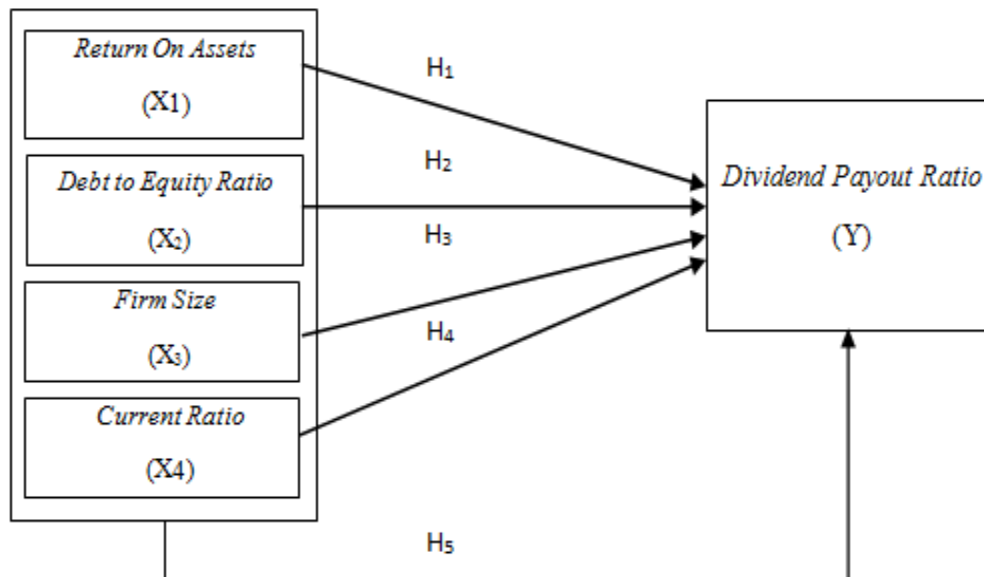 Return On Assets
(X1)
Debt to Equity Ratio
(X₂)
Firm Size
(X₃)
Current Ratio
(X4)
H₁
H₂
H₃
H₄
H₅
Dividend Payout Ratio
(Y)